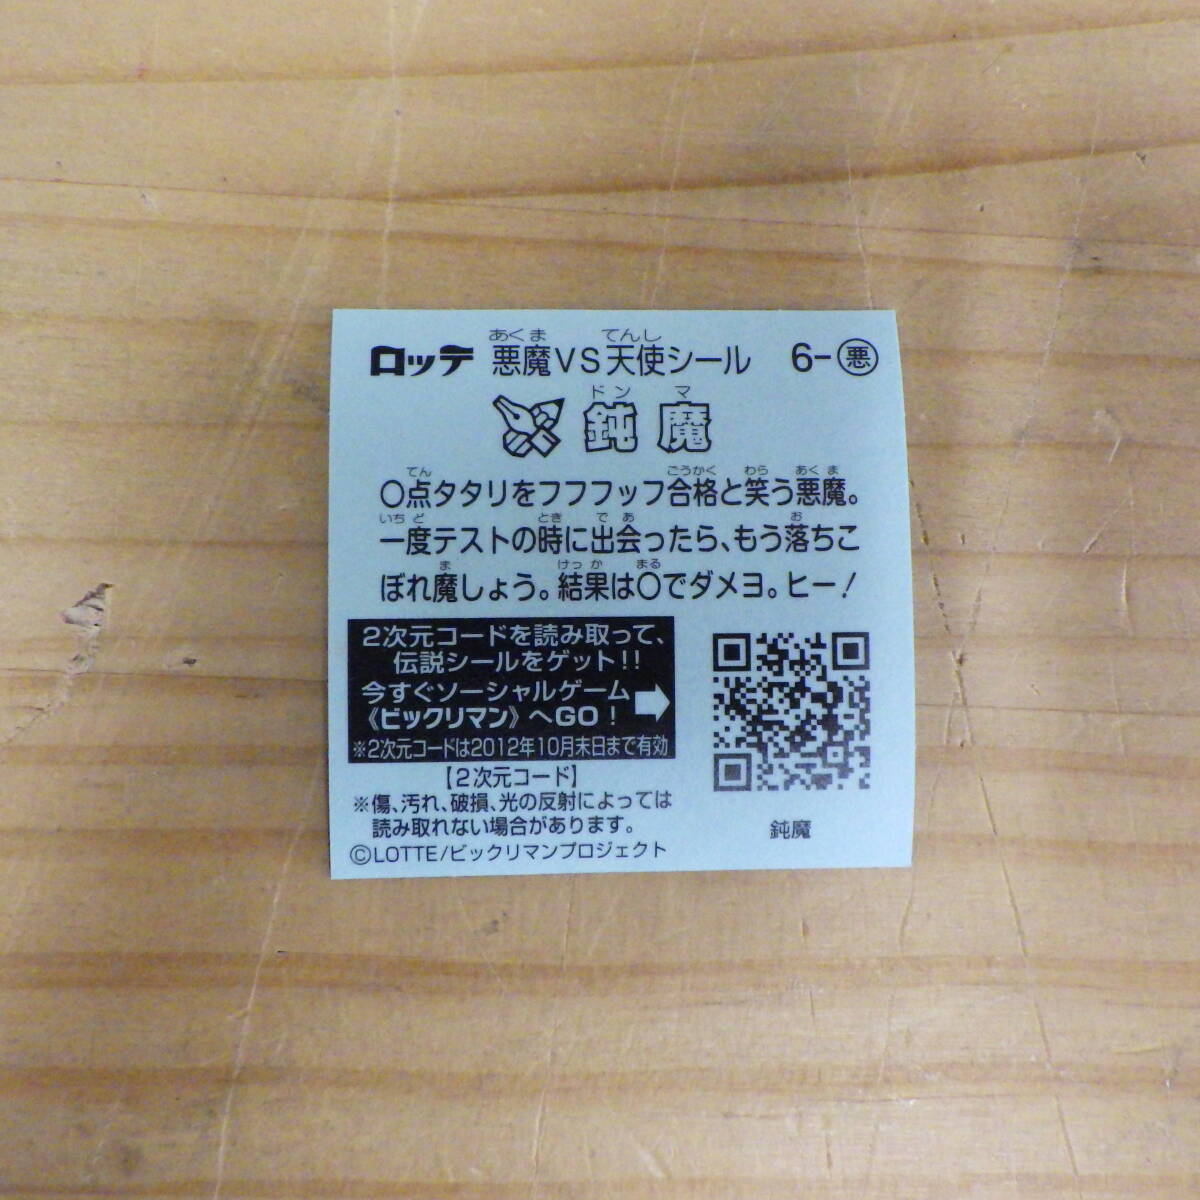 ロッテ 悪魔VS天使シール 6-悪
あくま てんし
鈍魔
ドンマ
〇点タタリをフフフッフ合格と笑う悪魔。
てん ごうかく わら あくま
一度テストの時に出会ったら、もう落ちこ
いちど とき であ お
ぼれ魔しょう。結果は〇でダメヨ。ヒー!
ま けっか まる
2次元コードを読み取って、
伝説シールをゲット!!
今すぐソーシャルゲーム
《ビックリマン》へGO!
※2次元コードは2012年10月末日まで有効
【2次元コード】
※傷、汚れ、破損、光の反射によっては
読み取れない場合があります。
©LOTTE/ビックリマンプロジェクト
鈍魔